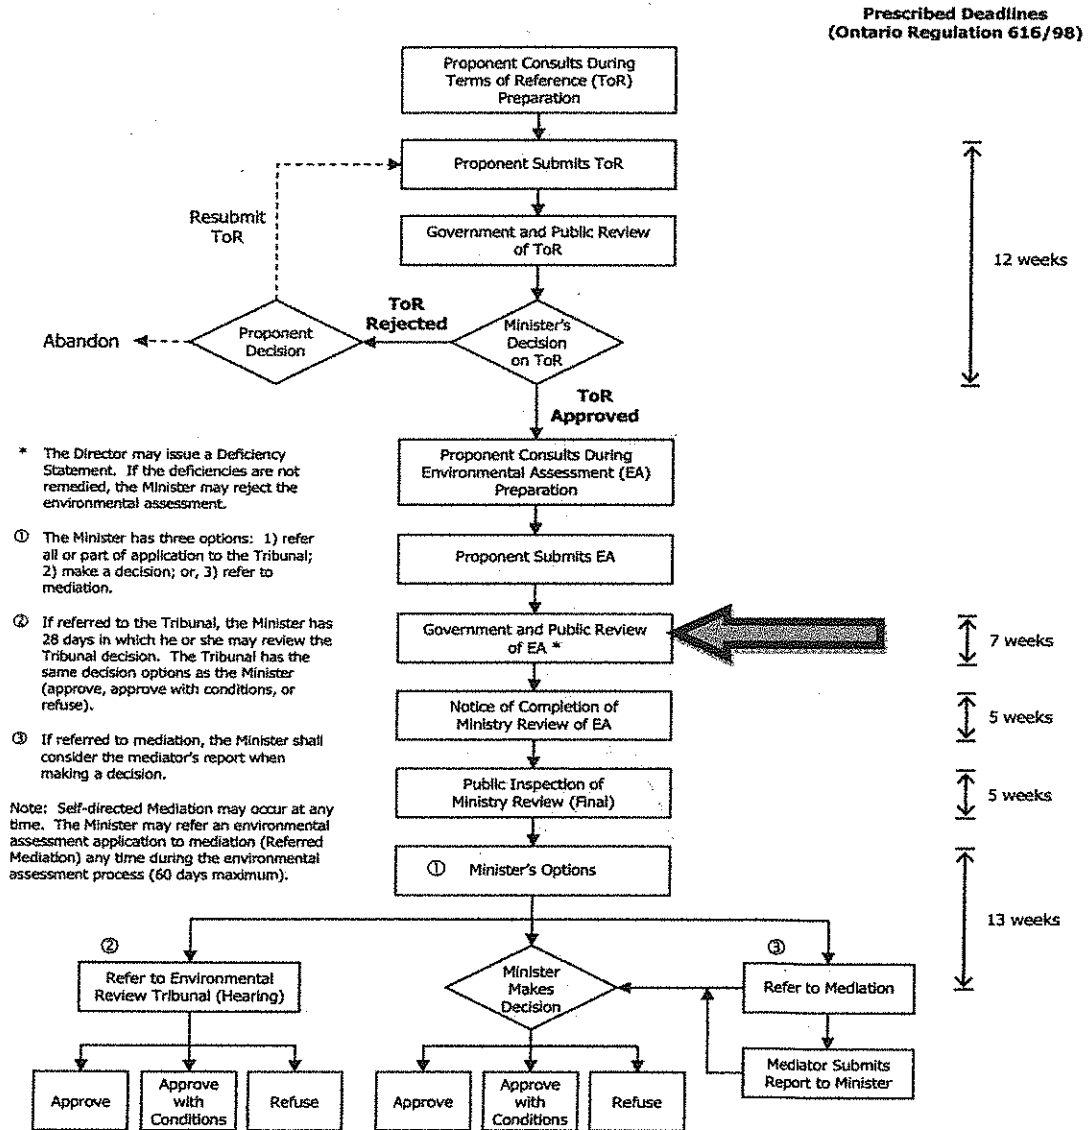 Prescribed Deadlines
(Ontario Regulation 616/98)
Proponent Consults During
Terms of Reference (ToR)
Preparation
Proponent Submits ToR
Resubmit
ToR
Government and Public Review
of ToR
12 weeks
Abandon
Proponent
Decision
ToR
Rejected
Minister's
Decision
on ToR
ToR
Approved
* The Director may issue a Deficiency
Statement. If the deficiencies are not
remedied, the Minister may reject the
environmental assessment.
① The Minister has three options: 1) refer
all or part of application to the Tribunal;
2) make a decision; or, 3) refer to
mediation.
② If referred to the Tribunal, the Minister has
28 days in which he or she may review the
Tribunal decision. The Tribunal has the
same decision options as the Minister
(approve, approve with conditions, or
refuse).
③ If referred to mediation, the Minister shall
consider the mediator's report when
making a decision.
Note: Self-directed Mediation may occur at any
time. The Minister may refer an environmental
assessment application to mediation (Referred
Mediation) any time during the environmental
assessment process (60 days maximum).
Proponent Consults During
Environmental Assessment (EA)
Preparation
Proponent Submits EA
Government and Public Review
of EA *
7 weeks
Notice of Completion of
Ministry Review of EA
5 weeks
Public Inspection of
Ministry Review (Final)
5 weeks
① Minister's Options
13 weeks
②
Refer to Environmental
Review Tribunal (Hearing)
Minister
Makes
Decision
③
Refer to Mediation
Mediator Submits
Report to Minister
Approve
Approve
with
Conditions
Refuse
Approve
Approve
with
Conditions
Refuse